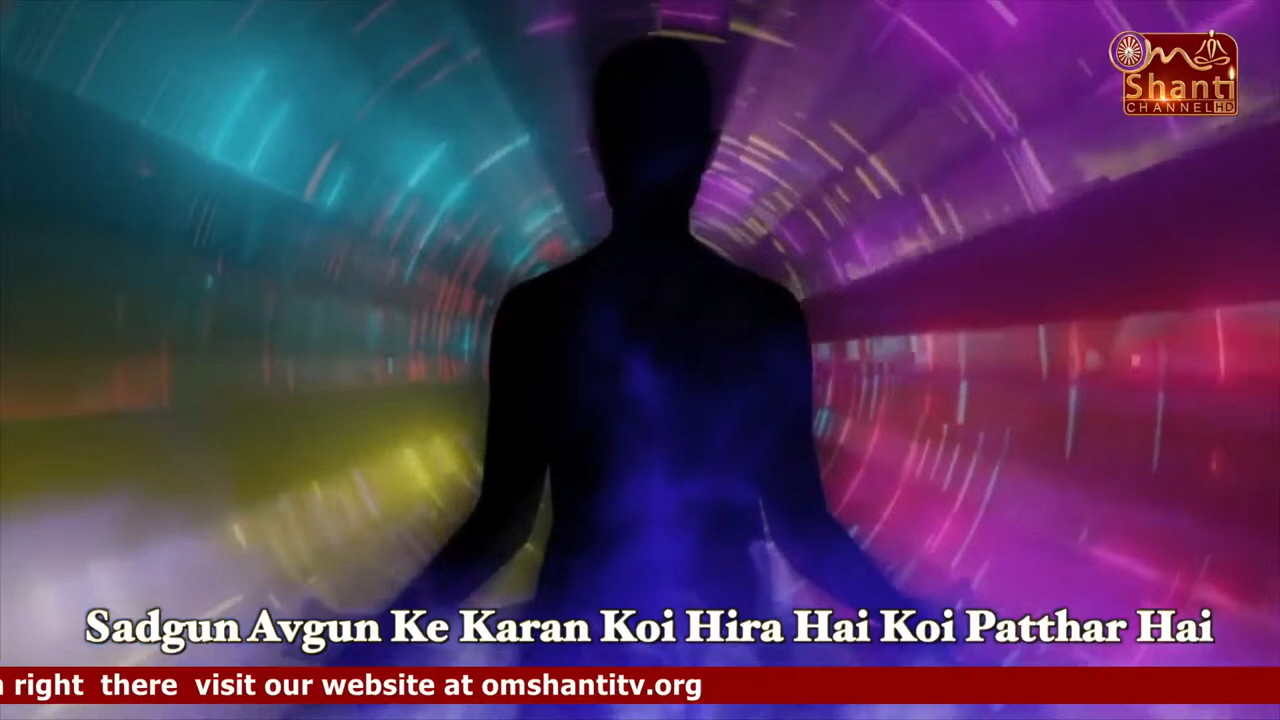 Om
Shanti
CHANNEL HD
Sadgun Avgun Ke Karan Koi Hira Hai Koi Patthar Hai
right there visit our website at omshantitv.org